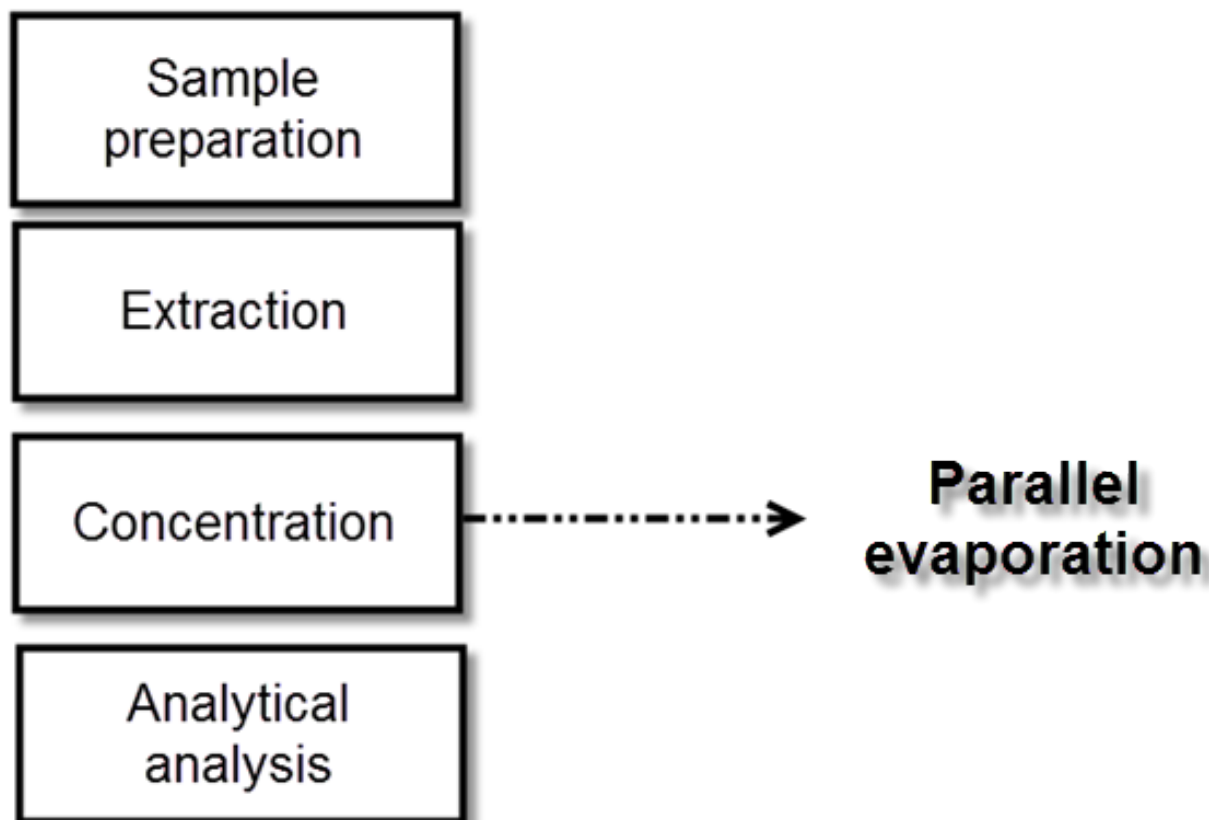 Sample
preparation
Extraction
Concentration
Parallel
evaporation
Analytical
analysis